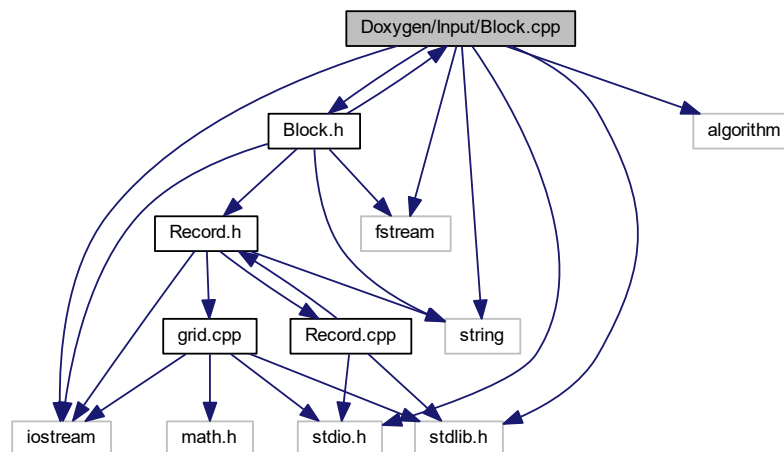 Doxygen/Input/Block.cpp
Block.h
algorithm
Record.h
fstream
grid.cpp
Record.cpp
string
iostream
math.h
stdio.h
stdlib.h